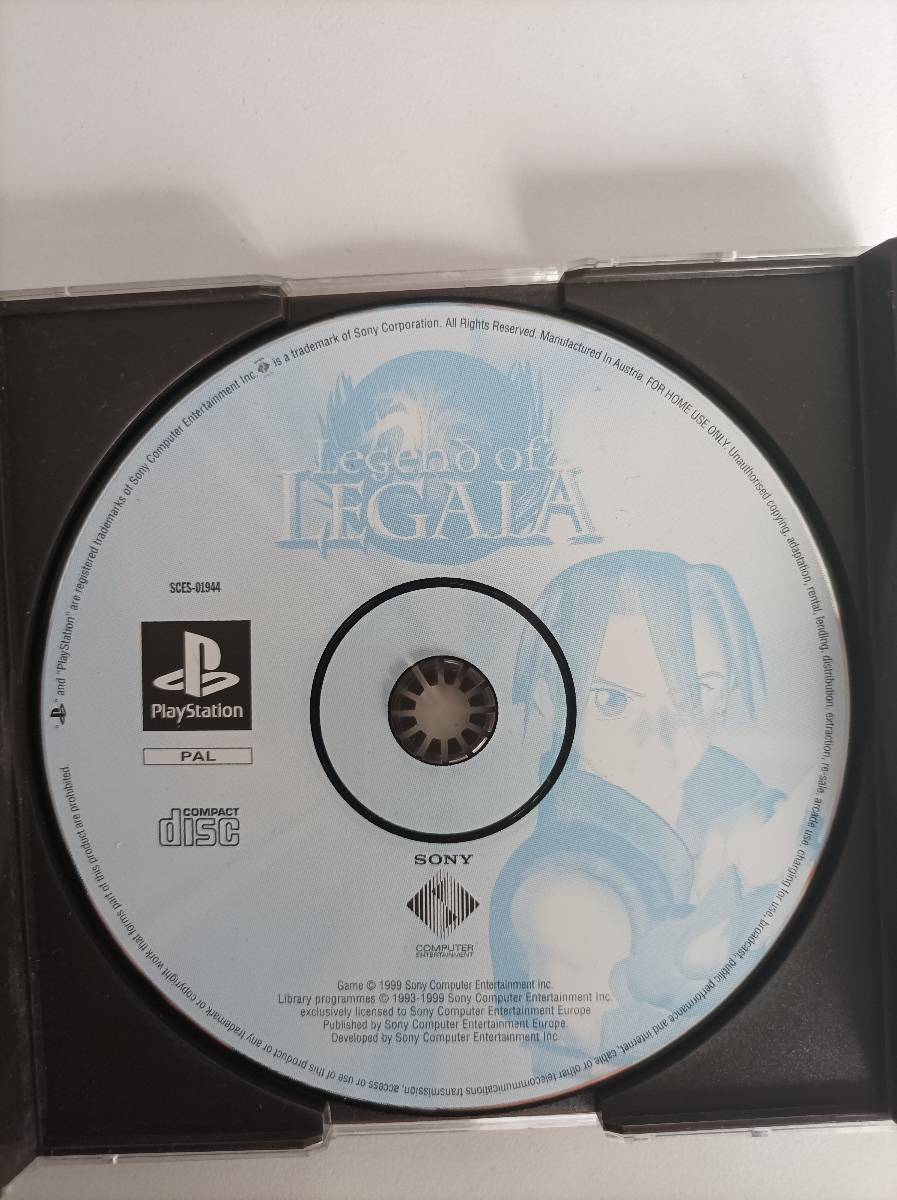 "PS" and "PlayStation" are registered trademarks of Sony Computer Entertainment Inc. is a trademark of Sony Corporation. All Rights Reserved. Manufactured in Austria. FOR HOME USE ONLY. Unauthorised copying, adaptation, rental, lending, distribution, extraction, re-sale, arcade use, charging for use, broadcast, public performance and internet, cable or other telecommunications transmission, access or use of this product or any trademark or copyright work that forms part of this product are prohibited.
Legend of
LEGAIA
SCES-01944
PlayStation
PAL
COMPACT
disc
SONY
COMPUTER
ENTERTAINMENT
Game © 1999 Sony Computer Entertainment Inc.
Library programmes © 1993-1999 Sony Computer Entertainment Inc.
exclusively licensed to Sony Computer Entertainment Europe
Published by Sony Computer Entertainment Europe.
Developed by Sony Computer Entertainment Inc